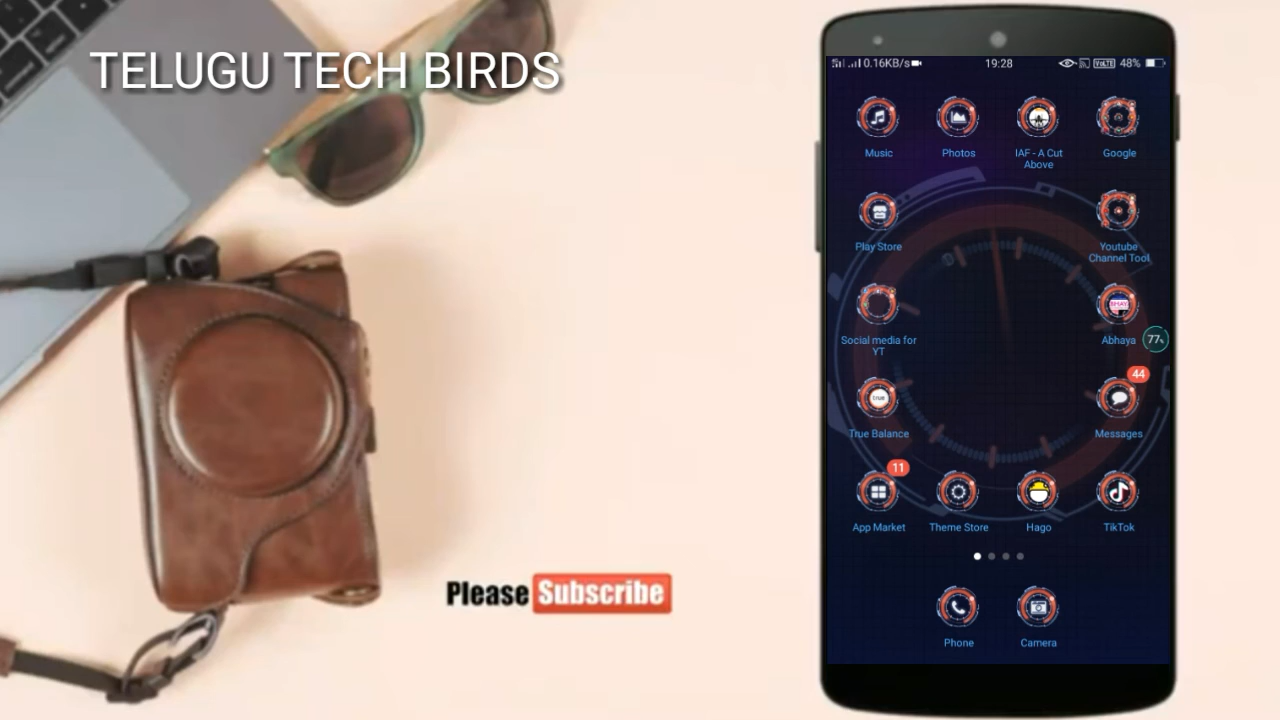 TELUGU TECH BIRDS
0.16KB/s
19:28
VoLTE
48%
Music
Photos
IAF - A Cut
Above
Google
Play Store
Youtube
Channel Tool
Social media for
YT
Abhaya
77%
True Balance
44
Messages
11
App Market
Theme Store
Hago
TikTok
Please Subscribe
Phone
Camera